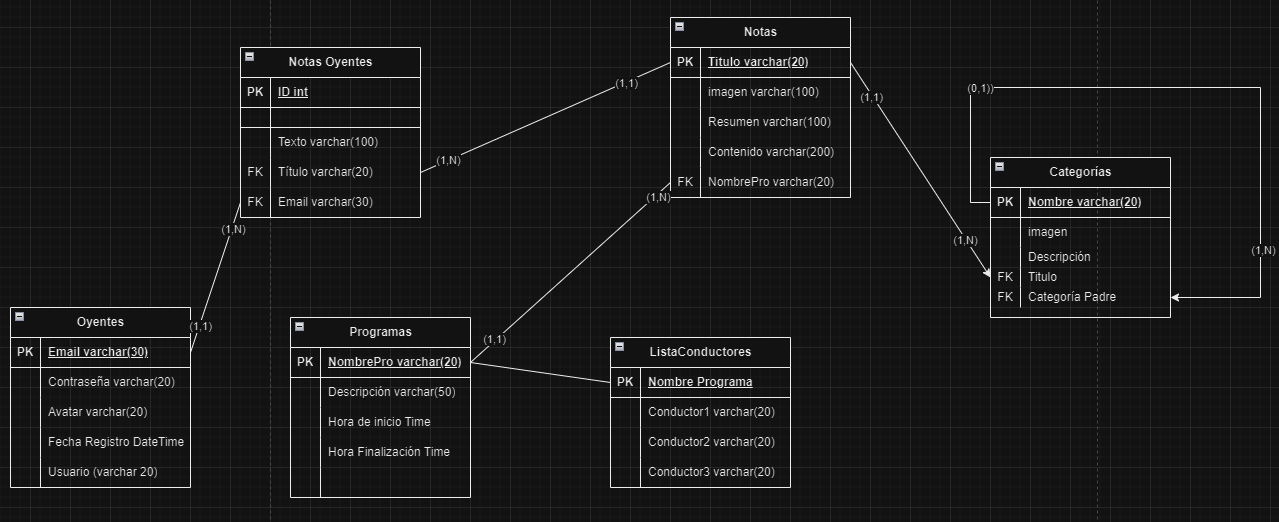 Notas Oyentes
PK ID int
Texto varchar(100)
FK Título varchar(20)
FK Email varchar(30)
(1,N)
(1,1)
(1,N)
(1,1)
Notas
PK Titulo varchar(20)
imagen varchar(100)
Resumen varchar(100)
Contenido varchar(200)
FK NombrePro varchar(20)
(1,1)
(1,N)
(1,N)
(1,1)
(0,1))
(1,N)
Categorías
PK Nombre varchar(20)
imagen
Descripción
FK Titulo
FK Categoría Padre
Oyentes
PK Email varchar(30)
Contraseña varchar(20)
Avatar varchar(20)
Fecha Registro DateTime
Usuario (varchar 20)
Programas
PK NombrePro varchar(20)
Descripción varchar(50)
Hora de inicio Time
Hora Finalización Time
ListaConductores
PK Nombre Programa
Conductor1 varchar(20)
Conductor2 varchar(20)
Conductor3 varchar(20)